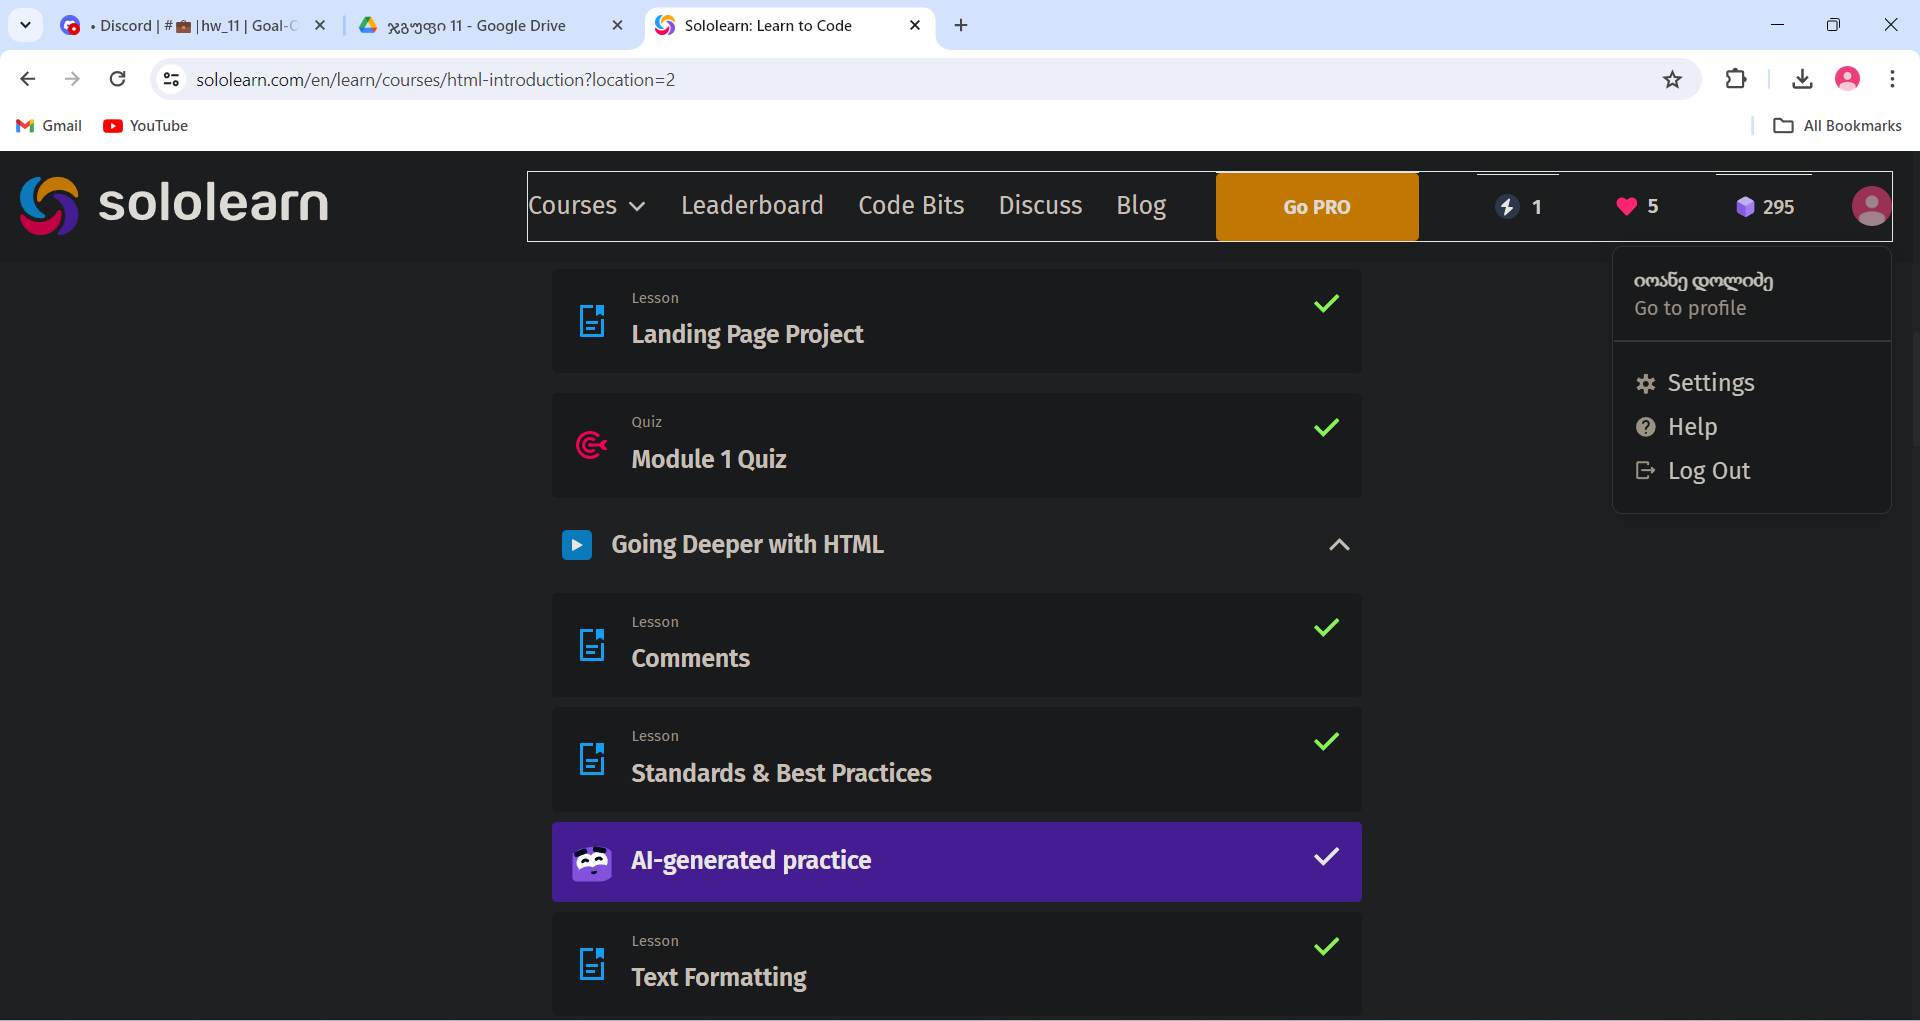 • Discord | #💼|hw_11 | Goal-O
ჯგუფი 11 - Google Drive
Sololearn: Learn to Code
sololearn.com/en/learn/courses/html-introduction?location=2
Gmail YouTube All Bookmarks
sololearn Courses Leaderboard Code Bits Discuss Blog Go PRO 1 5 295
იოანე დოლიძე
Go to profile
Settings
Help
Log Out
Lesson
Landing Page Project
Quiz
Module 1 Quiz
Going Deeper with HTML
Lesson
Comments
Lesson
Standards & Best Practices
AI-generated practice
Lesson
Text Formatting